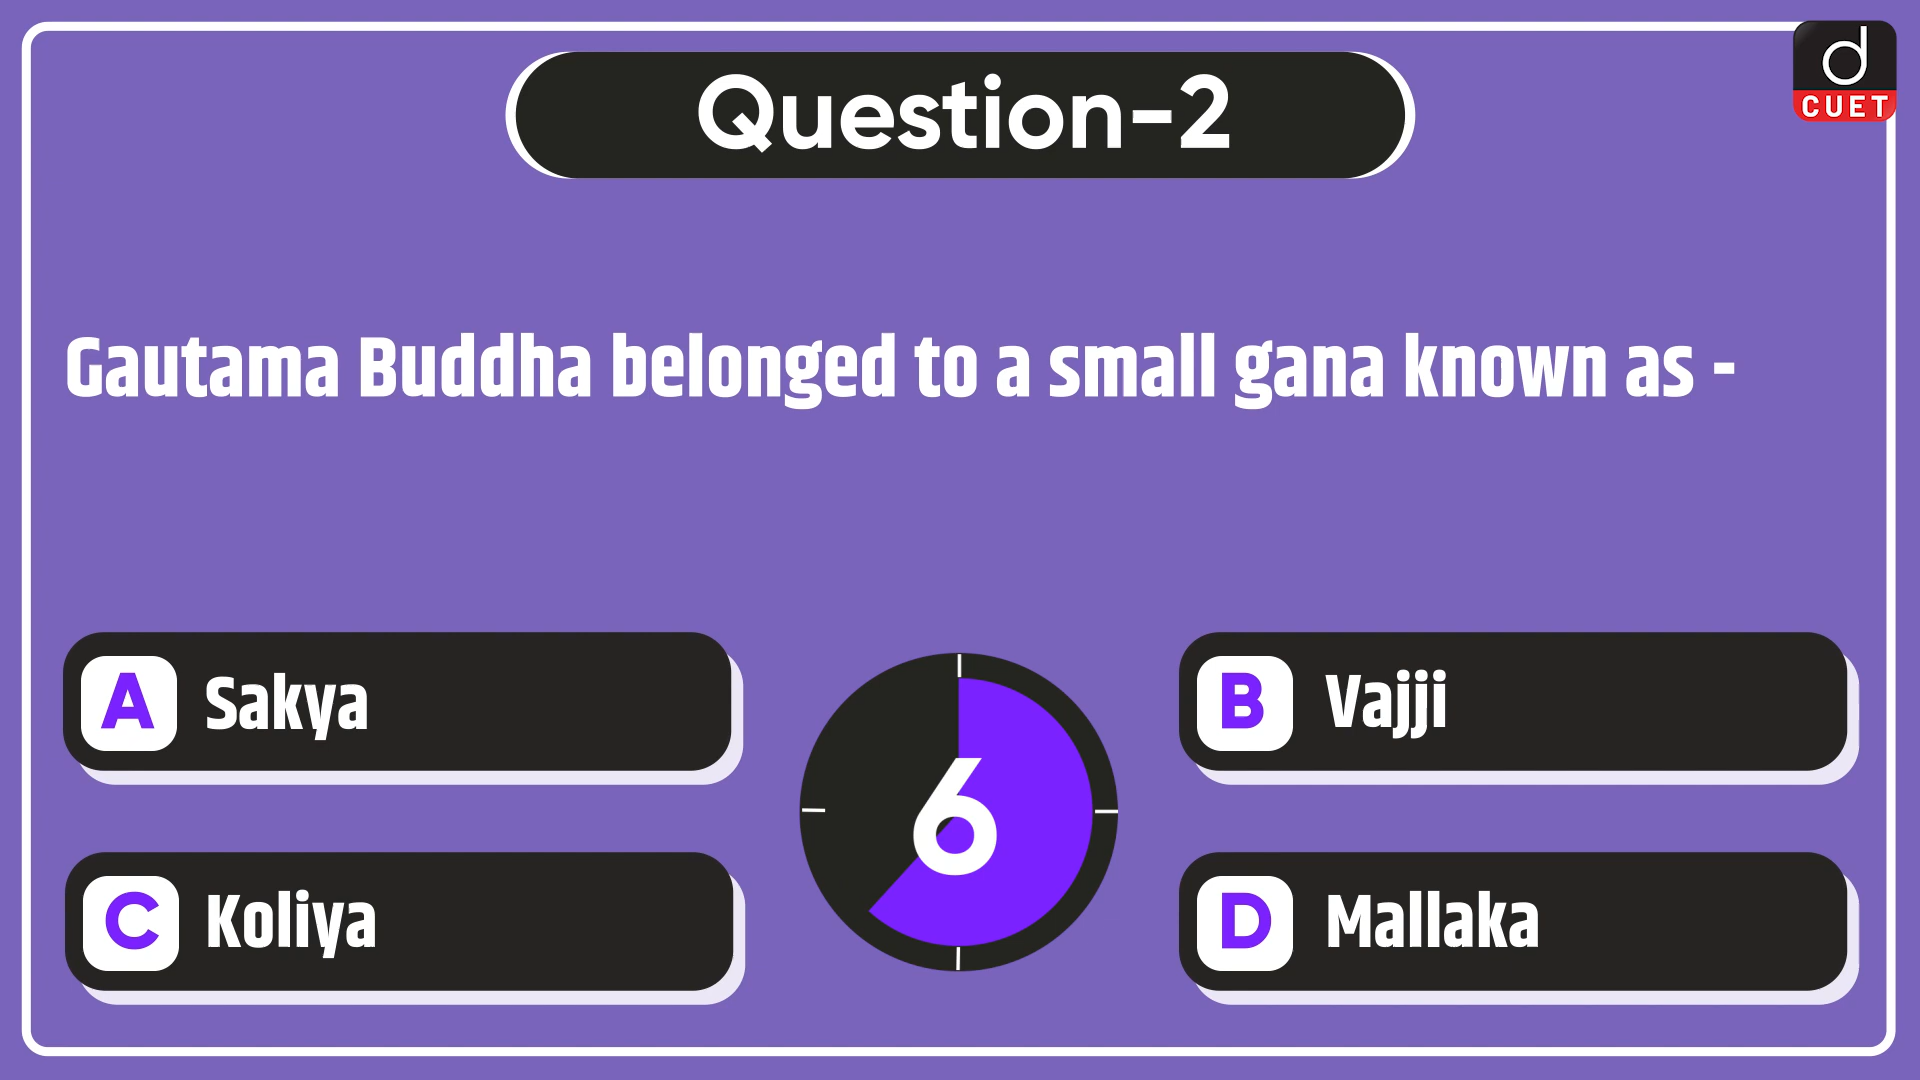 Question-2
d
CUET
Gautama Buddha belonged to a small gana known as -
A Sakya
B Vajji
6
C Koliya
D Mallaka